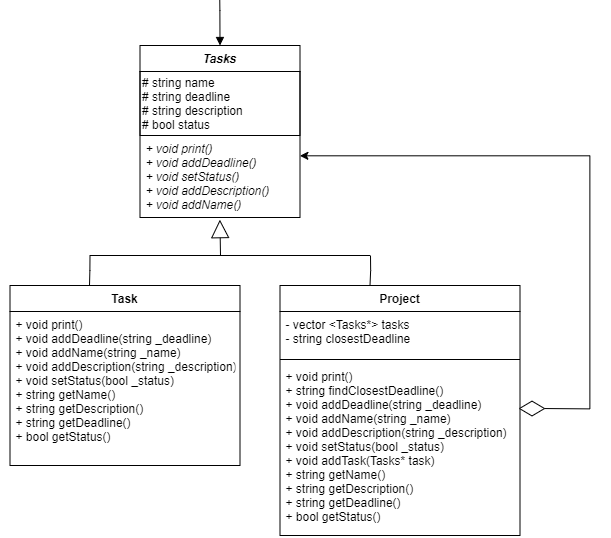 Tasks
# string name
# string deadline
# string description
# bool status
+ void print()
+ void addDeadline()
+ void setStatus()
+ void addDescription()
+ void addName()
Task
+ void print()
+ void addDeadline(string _deadline)
+ void addName(string _name)
+ void addDescription(string _description)
+ void setStatus(bool _status)
+ string getName()
+ string getDescription()
+ string getDeadline()
+ bool getStatus()
Project
- vector <Tasks*> tasks
- string closestDeadline
+ void print()
+ string findClosestDeadline()
+ void addDeadline(string _deadline)
+ void addName(string _name)
+ void addDescription(string _description)
+ void setStatus(bool _status)
+ void addTask(Tasks* task)
+ string getName()
+ string getDescription()
+ string getDeadline()
+ bool getStatus()